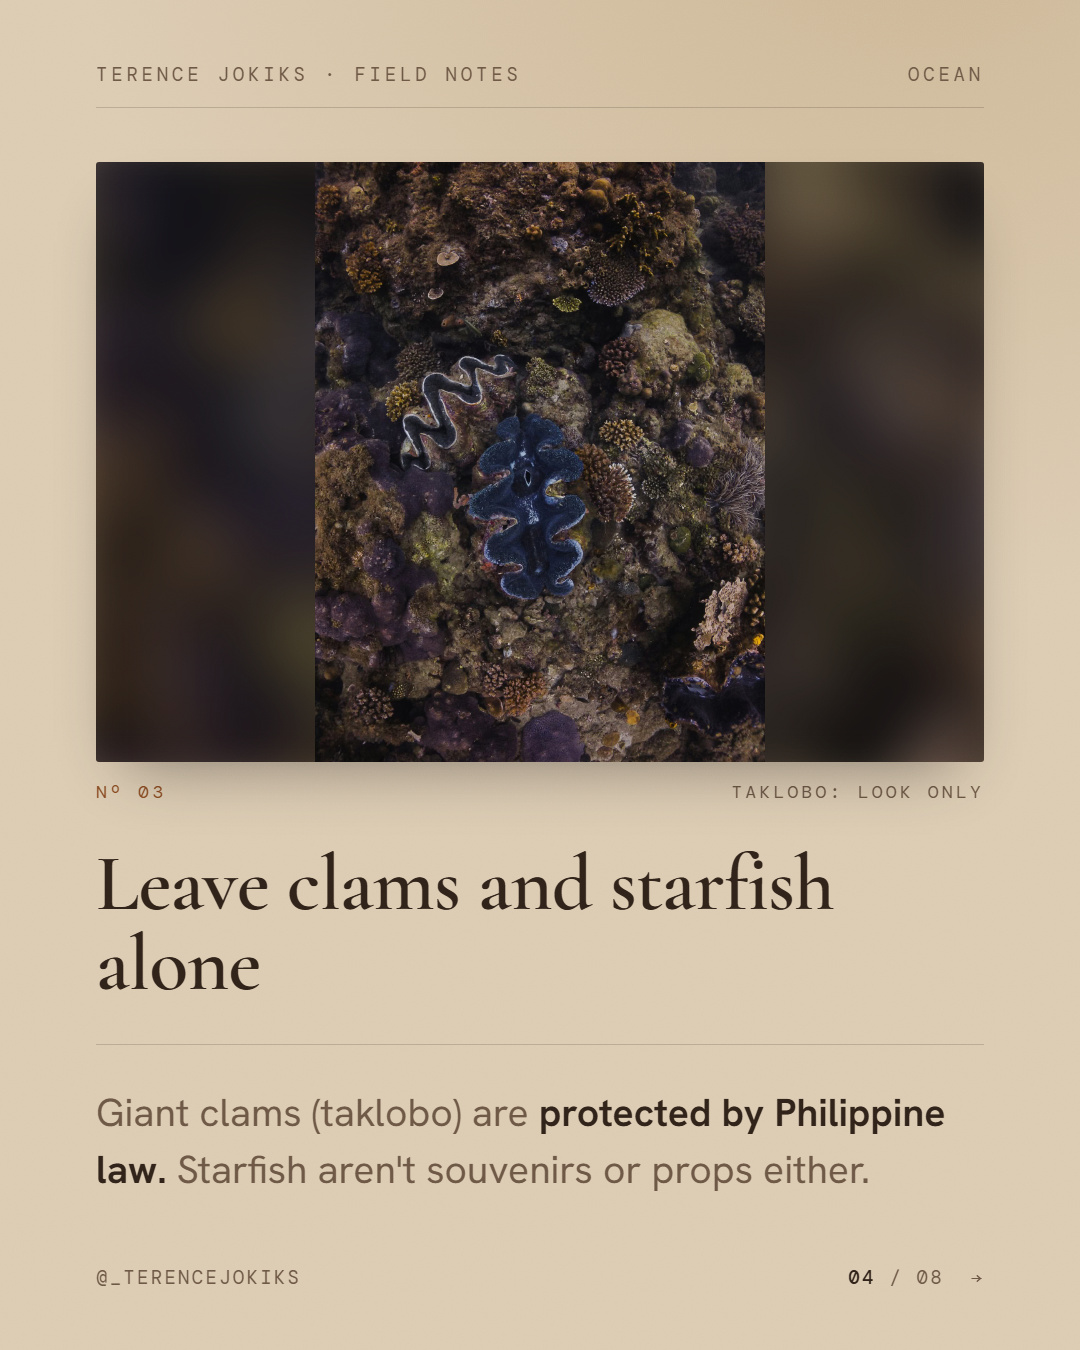 TERENCE JOKIKS · FIELD NOTES
OCEAN
Nº 03
TAKLOBO: LOOK ONLY
Leave clams and starfish
alone
Giant clams (taklobo) are protected by Philippine
law. Starfish aren't souvenirs or props either.
@_TERENCEJOKIKS
04 / 08 →